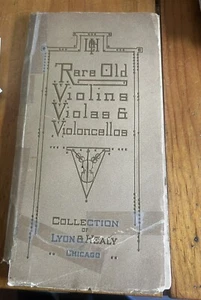 Rare Old
Violins
Violas &
Violoncellos
COLLECTION
OF
LYON & HEALY
CHICAGO